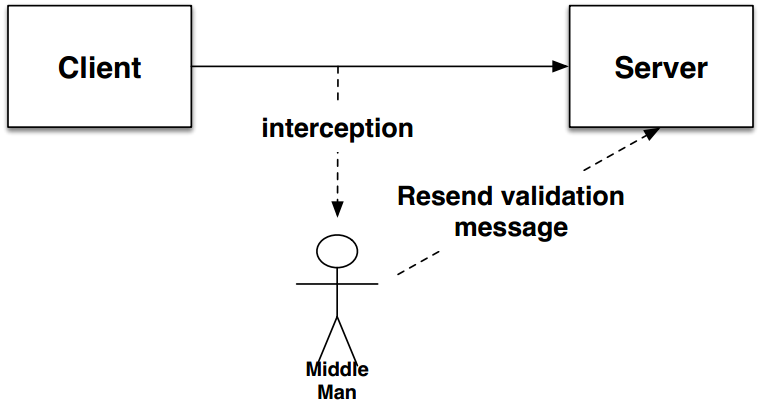 Client
Server
interception
Resend validation
message
Middle
Man